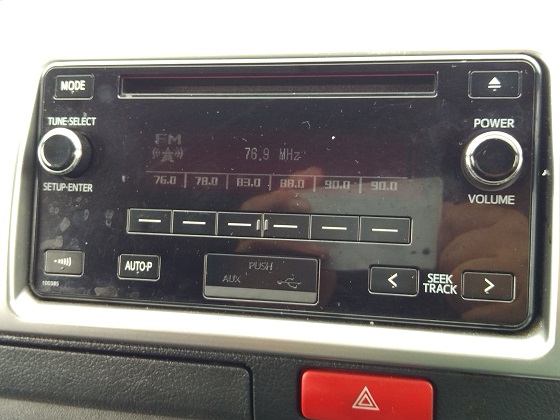 MODE
TUNE·SELECT
POWER
FM
76.9 MHz
76.0 78.0 83.0 88.0 90.0 90.0
SETUP·ENTER
VOLUME
AUTO·P
PUSH
AUX
< SEEK TRACK >
100385